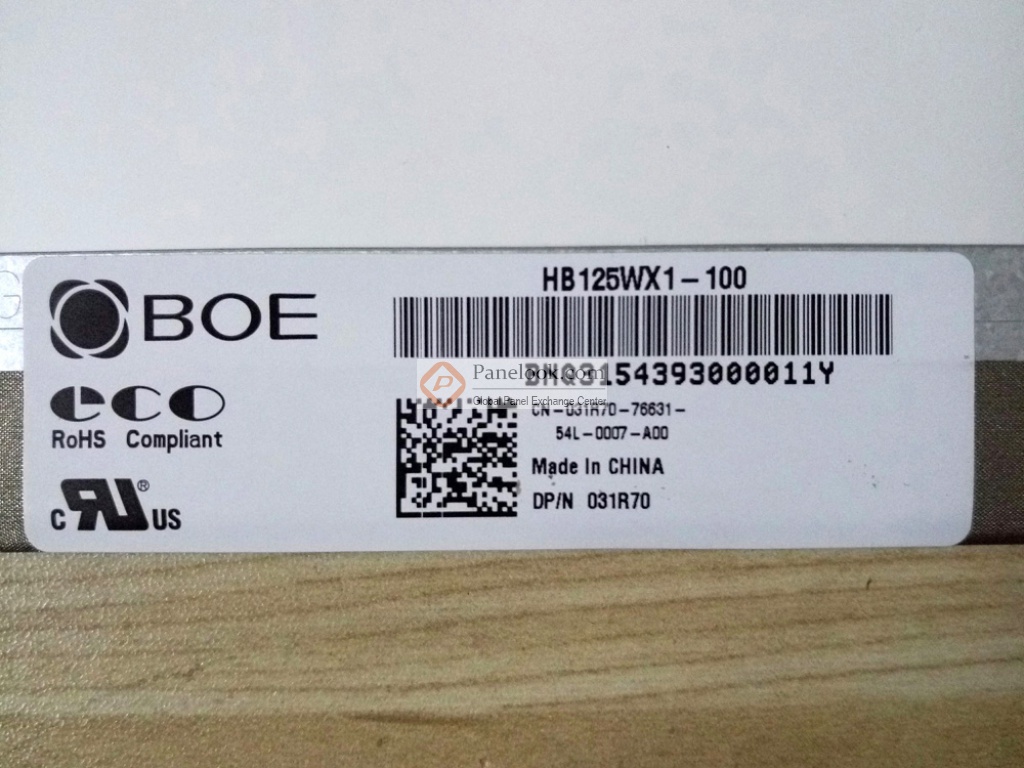 BOE
HB125WX1-100
Panelook.com
Global Panel Exchange Center
CN-031R70-76631-
54L-0007-A00
eco
RoHS Compliant
Made In CHINA
DP/N 031R70
c RU ® US